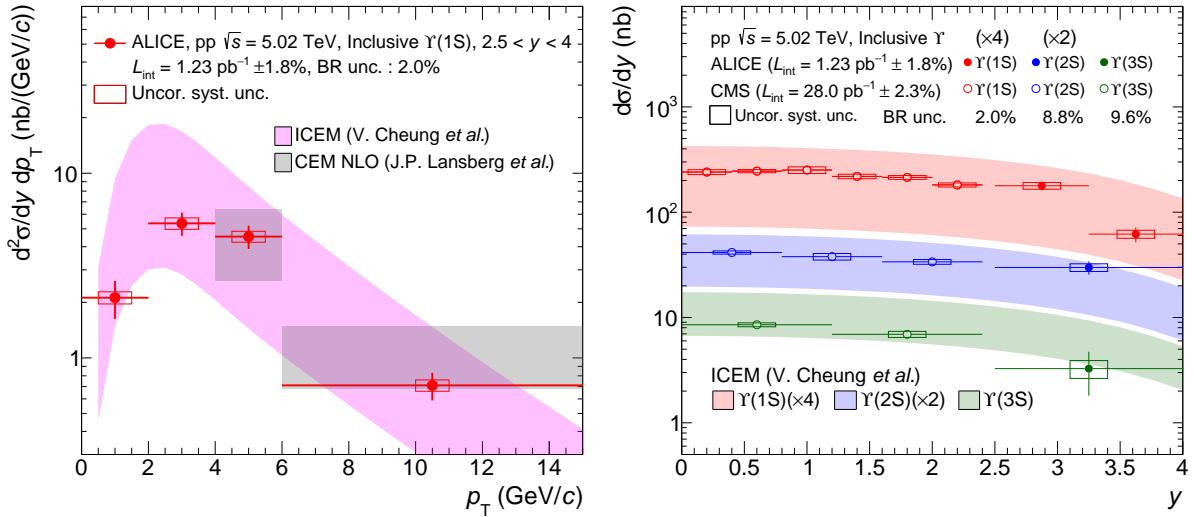 ALICE, pp √s = 5.02 TeV, Inclusive ϒ(1S), 2.5 < y < 4
L_int = 1.23 pb⁻¹ ±1.8%, BR unc. : 2.0%
Uncor. syst. unc.
ICEM (V. Cheung et al.)
CEM NLO (J.P. Lansberg et al.)
d²σ/dy dp_T (nb/(GeV/c))
10
1
0 2 4 6 8 10 12 14
p_T (GeV/c)
pp √s = 5.02 TeV, Inclusive ϒ (×4) (×2)
ALICE (L_int = 1.23 pb⁻¹ ± 1.8%) ϒ(1S) ϒ(2S) ϒ(3S)
CMS (L_int = 28.0 pb⁻¹ ± 2.3%) ϒ(1S) ϒ(2S) ϒ(3S)
Uncor. syst. unc. BR unc. 2.0% 8.8% 9.6%
dσ/dy (nb)
10³
10²
10
1
ICEM (V. Cheung et al.)
ϒ(1S)(×4) ϒ(2S)(×2) ϒ(3S)
0 0.5 1 1.5 2 2.5 3 3.5 4
y